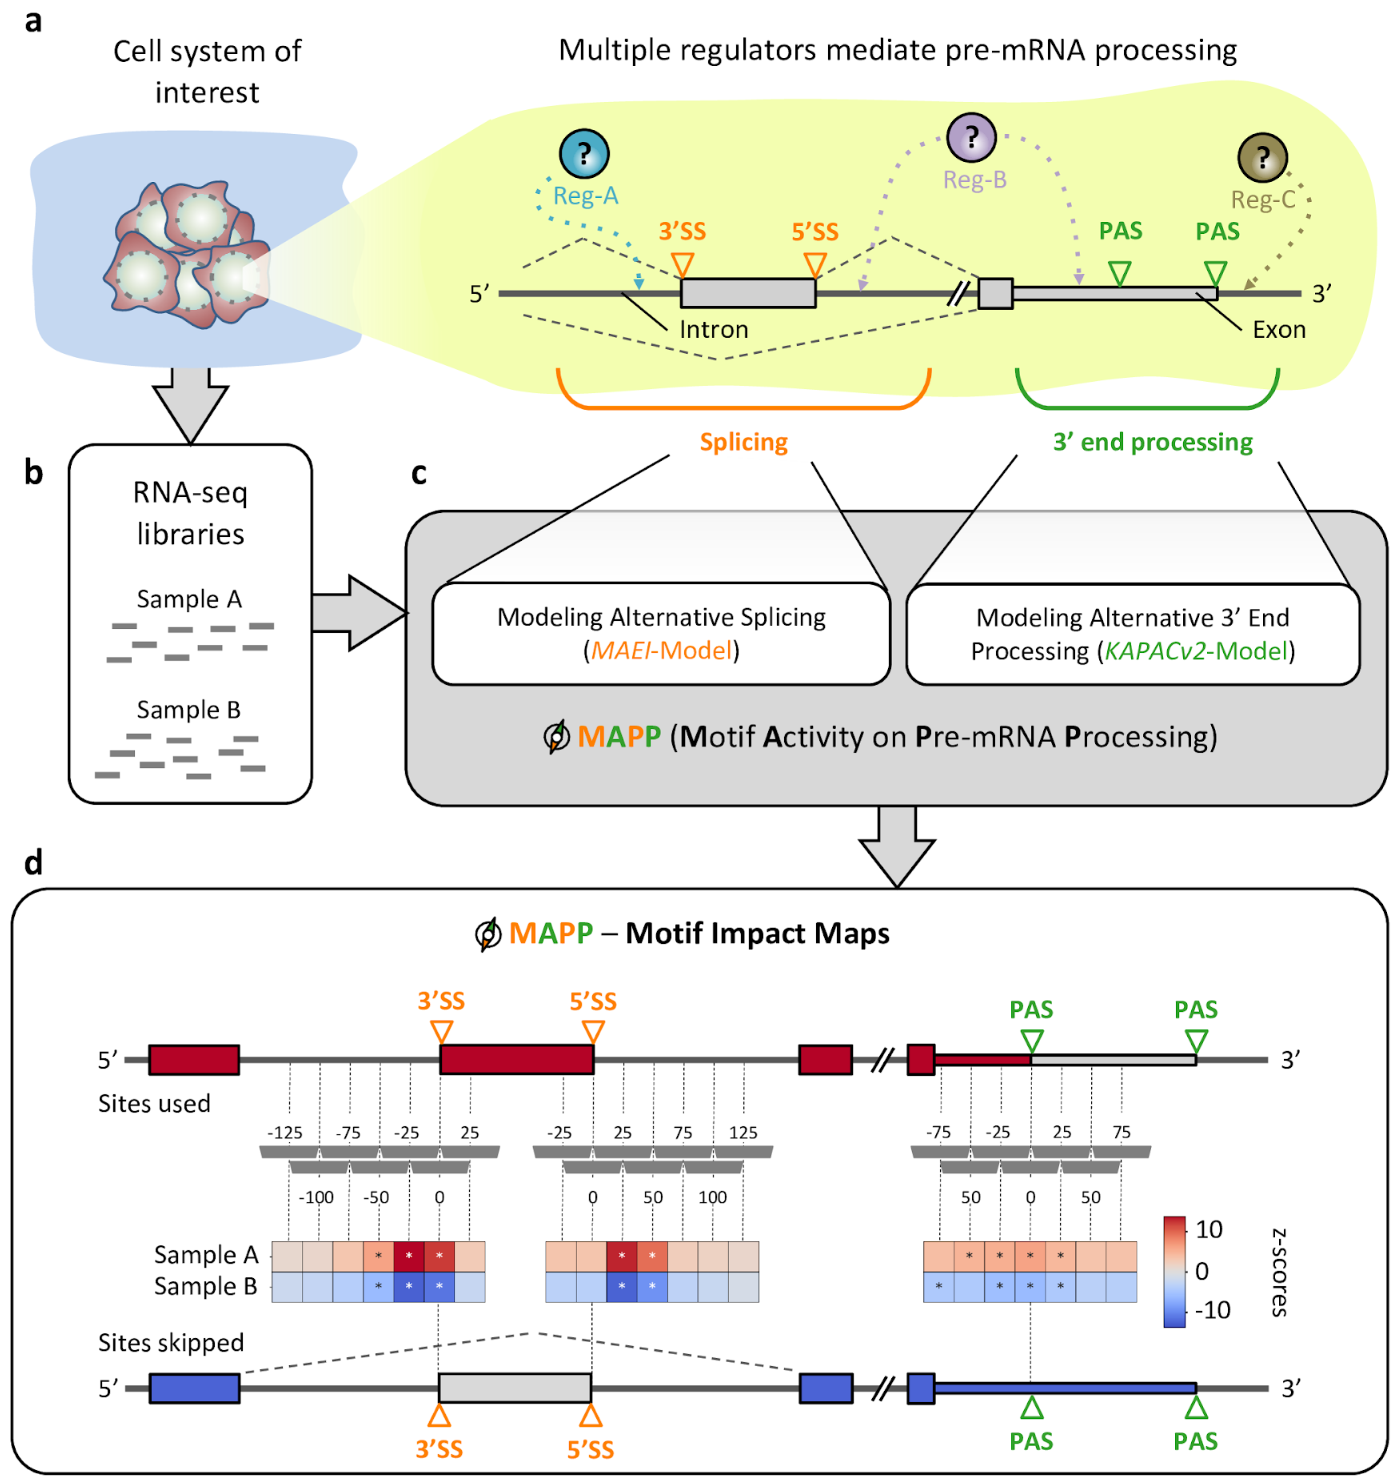 a
Cell system of
interest
Multiple regulators mediate pre-mRNA processing
?
Reg-A
?
Reg-B
?
Reg-C
3’SS
5’SS
PAS
PAS
5’
3’
Intron
Exon
Splicing
3’ end processing
b
RNA-seq
libraries
Sample A
Sample B
c
Modeling Alternative Splicing
(MAEI-Model)
Modeling Alternative 3’ End
Processing (KAPACv2-Model)
MAPP (Motif Activity on Pre-mRNA Processing)
d
MAPP – Motif Impact Maps
3’SS
5’SS
PAS
PAS
5’
3’
Sites used
-125 -75 -25 25
-25 25 75 125
-75 -25 25 75
-100 -50 0
0 50 100
50 0 50
Sample A
* * *
* *
* * * *
Sample B
* * *
* *
* * * *
10
0
-10
z-scores
Sites skipped
5’
3’
3’SS
5’SS
PAS
PAS